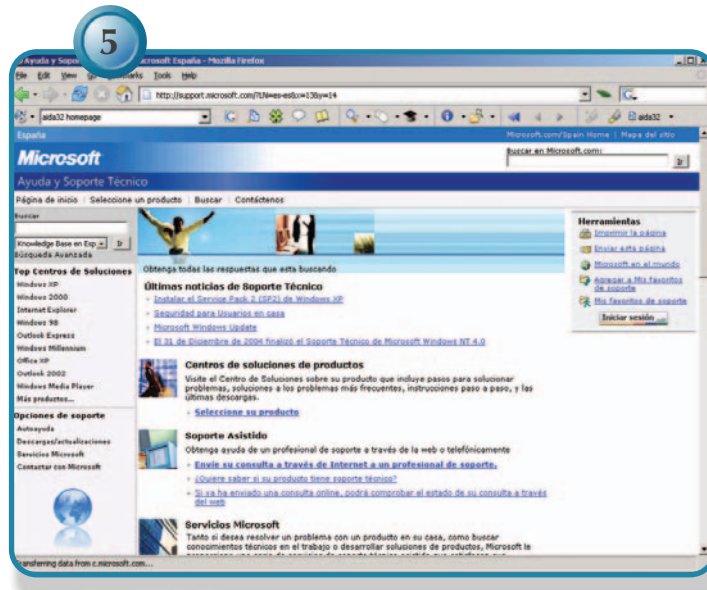 5
Ayuda y Sopo crosoft España - Mozilla Firefox
File Edit View Go marks Tools Help
http://support.microsoft.com/?LN=es-es&x=13&y=14
aida32 homepage
aida32
España
Microsoft.com/Spain Home | Mapa del sitio
Microsoft
Buscar en Microsoft.com:
Ir
Ayuda y Soporte Técnico
Página de inicio | Seleccione un producto | Buscar | Contáctenos
Buscar
Knowledge Base en Esp
Ir
Búsqueda Avanzada
Top Centros de Soluciones
Windows XP
Windows 2000
Internet Explorer
Windows 98
Outlook Express
Windows Millennium
Office XP
Outlook 2002
Windows Media Player
Más productos...
Opciones de soporte
Autoayuda
Descargas/actualizaciones
Servicios Microsoft
Contactar con Microsoft
Obtenga todas las respuestas que esta buscando
Últimas noticias de Soporte Técnico
Instalar el Service Pack 2 (SP2) de Windows XP
Seguridad para Usuarios en casa
Microsoft Windows Update
El 31 de Diciembre de 2004 finalizó el Soporte Técnico de Microsoft Windows NT 4.0
Centros de soluciones de productos
Visite el Centro de Soluciones sobre su producto que incluye pasos para solucionar
problemas, soluciones a los problemas más frecuentes, instrucciones paso a paso, y las
últimas descargas.
Seleccione su producto
Soporte Asistido
Obtenga ayuda de un profesional de soporte a través de la web o telefónicamente
Envie su consulta a través de Internet a un profesional de soporte.
¿Quiere saber si su producto tiene soporte técnico?
Si ya ha enviado una consulta online, podrá comprobar el estado de su consulta a través
del web
Servicios Microsoft
Tanto si desea resolver un problema con un producto en su casa, como buscar
conocimientos técnicos en el trabajo o desarrollar soluciones de productos, Microsoft le
Herramientas
Imprimir la página
Enviar esta página
Microsoft en el mundo
Agregar a Mis favoritos
de soporte
Mis favoritos de soporte
Iniciar sesión
Transferring data from c.microsoft.com...